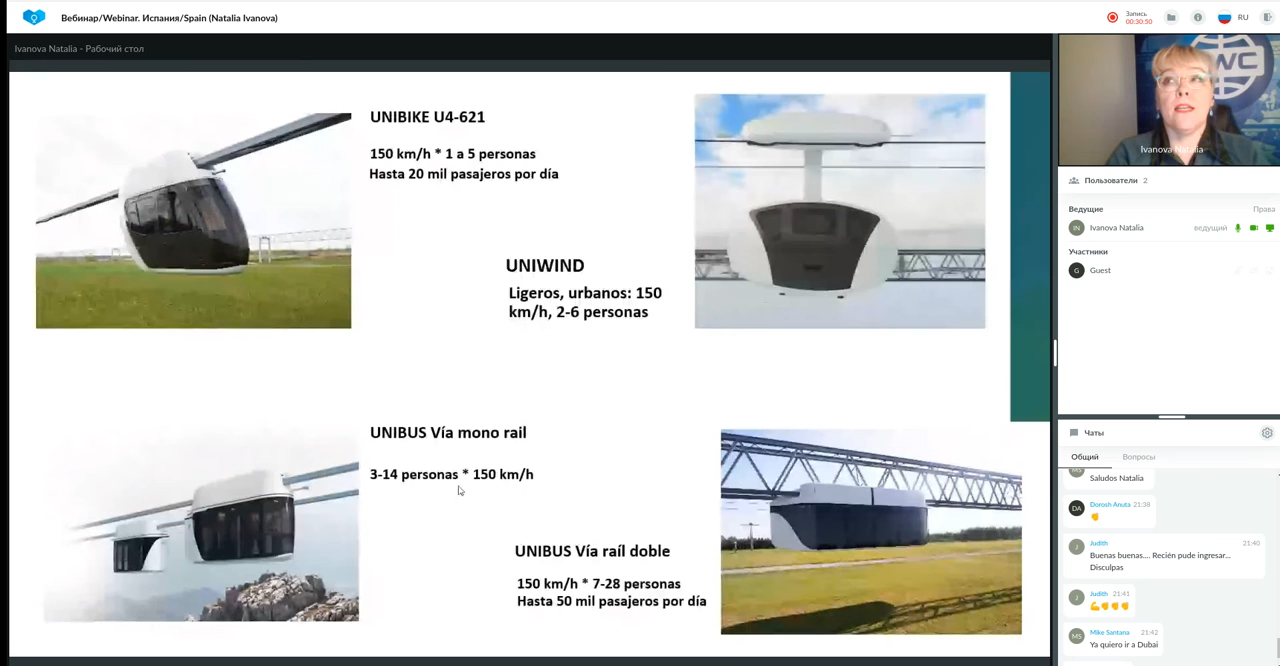 Вебинар/Webinar. Испания/Spain (Natalia Ivanova)
Запись
00:30:50
RU
Ivanova Natalia - Рабочий стол
UNIBIKE U4-621
150 km/h * 1 a 5 personas
Hasta 20 mil pasajeros por día
UNIWIND
Ligeros, urbanos: 150
km/h, 2-6 personas
UNIBUS Vía mono rail
3-14 personas * 150 km/h
UNIBUS Vía raíl doble
150 km/h * 7-28 personas
Hasta 50 mil pasajeros por día
WC
Ivanova Natalia
Пользователи 2
Ведущие Права
IN Ivanova Natalia ведущий
Участники
G Guest
Чаты
Общий Вопросы
MS Saludos Natalia
DA Dorosh Anuta 21:38
J Judith 21:40
Buenas buenas.... Recién pude ingresar...
Disculpas
J Judith 21:41
MS Mike Santana 21:42
Ya quiero ir a Dubai